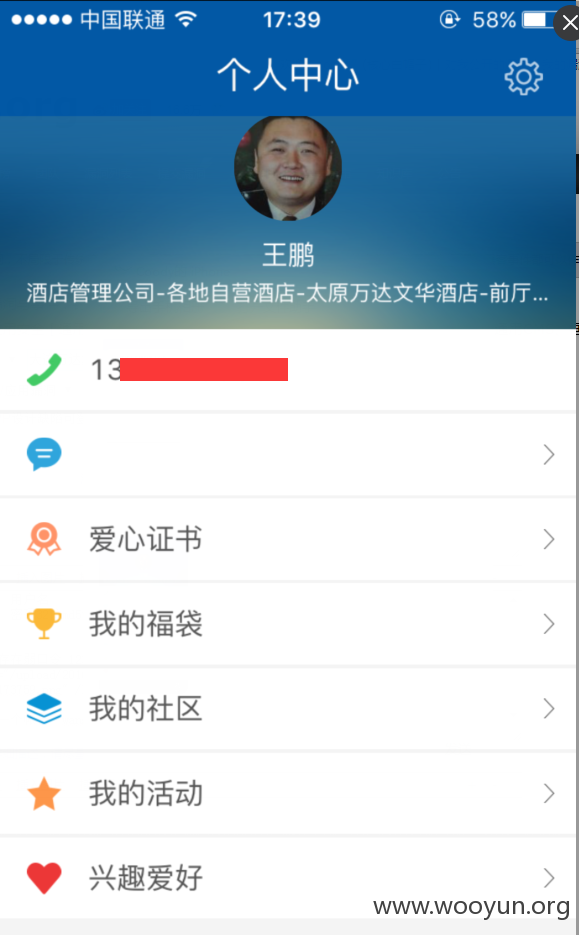 中国联通 17:39 58%
个人中心
王鹏
酒店管理公司-各地自营酒店-太原万达文华酒店-前厅...
13
爱心证书
我的福袋
我的社区
我的活动
兴趣爱好
www.wooyun.org